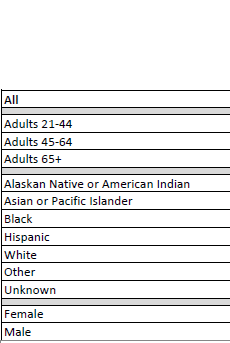 All
Adults 21-44
Adults 45-64
Adults 65+
Alaskan Native or American Indian
Asian or Pacific Islander
Black
Hispanic
White
Other
Unknown
Female
Male